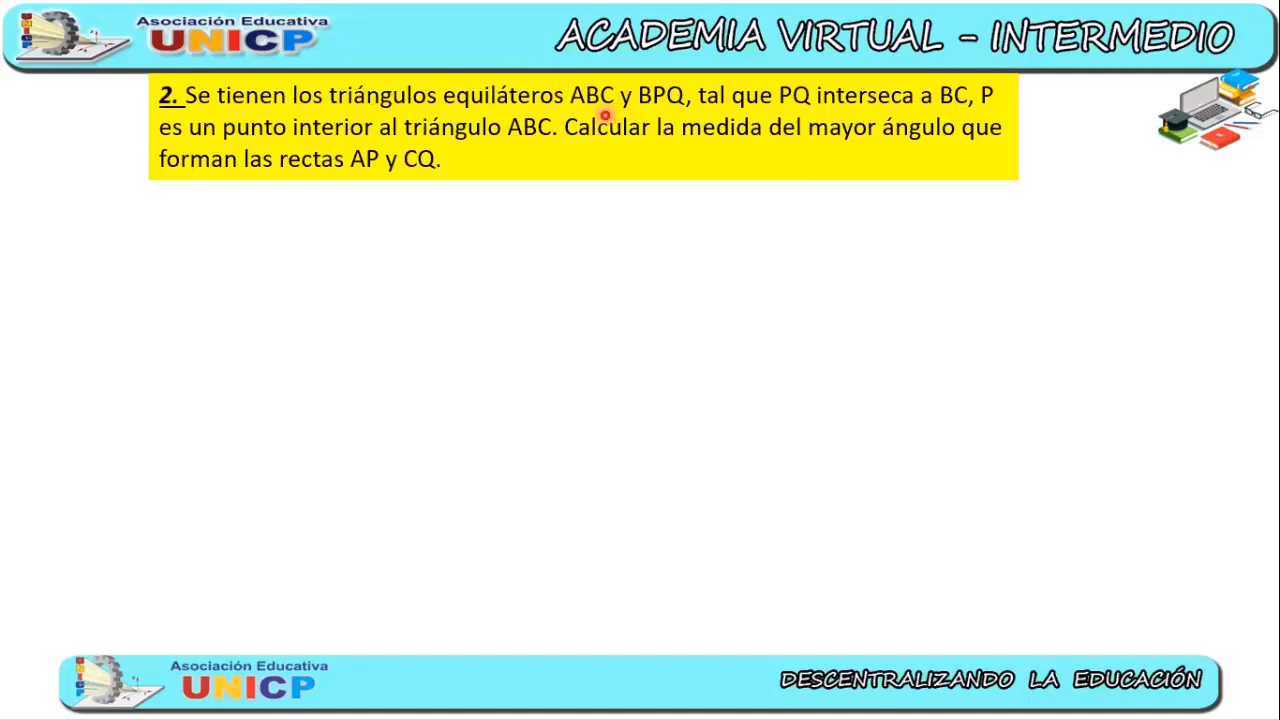 Asociación Educativa
UNICP
ACADEMIA VIRTUAL - INTERMEDIO
2. Se tienen los triángulos equiláteros ABC y BPQ, tal que PQ interseca a BC, P
es un punto interior al triángulo ABC. Calcular la medida del mayor ángulo que
forman las rectas AP y CQ.
Asociación Educativa
UNICP
DESCENTRALIZANDO LA EDUCACIÓN